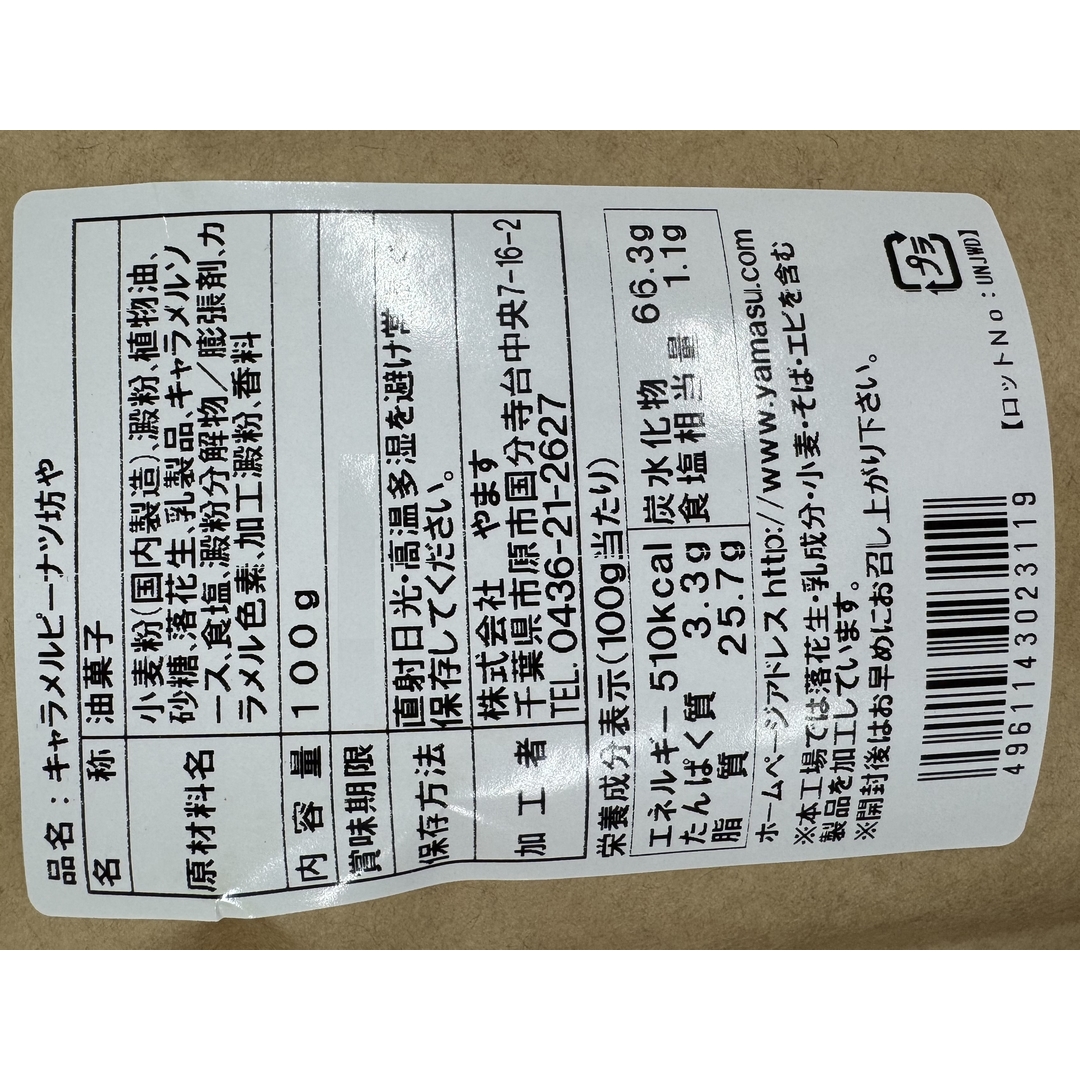 品名：キャラメルピーナツ坊や
名称 油菓子
原材料名 小麦粉(国内製造)、澱粉、植物油、
砂糖、落花生、乳製品、キャラメルソ
ース、食塩、澱粉分解物／膨張剤、カ
ラメル色素、加工澱粉、香料
内容量 100g
賞味期限
保存方法 直射日光・高温多湿を避け常
保存してください。
加工者 株式会社 やます
千葉県市原市国分寺台中央7-16-2
TEL.0436-21-2627
栄養成分表示(100g当たり)
エネルギー 510kcal 炭水化物 66.3g
たんぱく質 3.3g 食塩相当量 1.1g
脂質 25.7g
ホームページアドレス http://www.yamasu.com
※本工場では落花生・乳成分・小麦・そば・エビを含む
製品を加工しています。
※開封後はお早めにお召し上がり下さい。
プラ
【ロットNo：UNJWD】
4961143023119